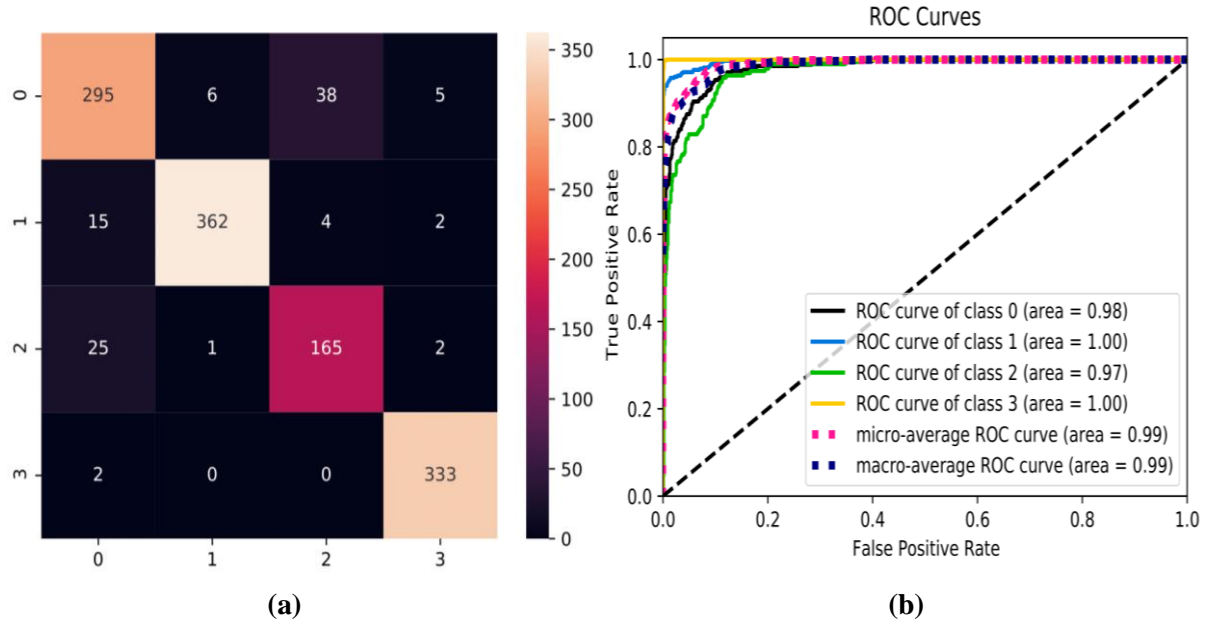 0
295 6 38 5
1
15 362 4 2
2
25 1 165 2
3
2 0 0 333
0 1 2 3
350
300
250
200
150
100
50
0
(a)
ROC Curves
True Positive Rate
1.0
0.8
0.6
0.4
0.2
0.0
ROC curve of class 0 (area = 0.98)
ROC curve of class 1 (area = 1.00)
ROC curve of class 2 (area = 0.97)
ROC curve of class 3 (area = 1.00)
micro-average ROC curve (area = 0.99)
macro-average ROC curve (area = 0.99)
0.0 0.2 0.4 0.6 0.8 1.0
False Positive Rate
(b)